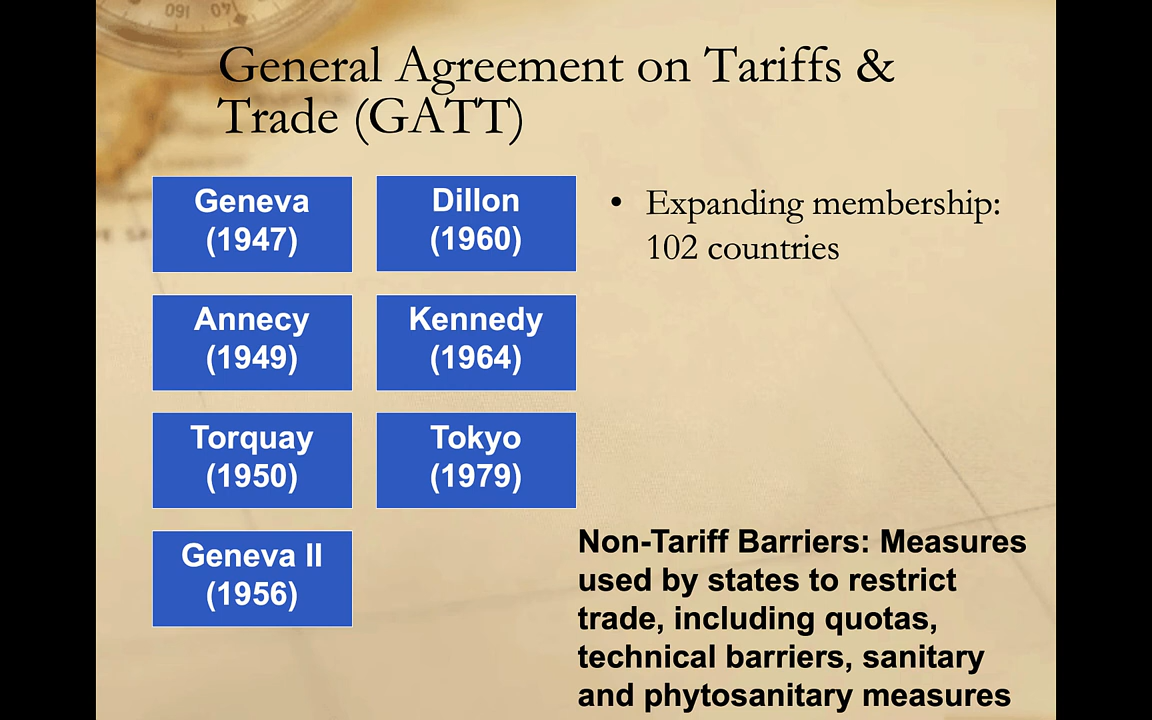 General Agreement on Tariffs &
Trade (GATT)
Geneva
(1947)
Annecy
(1949)
Torquay
(1950)
Geneva II
(1956)
Dillon
(1960)
Kennedy
(1964)
Tokyo
(1979)
• Expanding membership:
102 countries
Non-Tariff Barriers: Measures
used by states to restrict
trade, including quotas,
technical barriers, sanitary
and phytosanitary measures